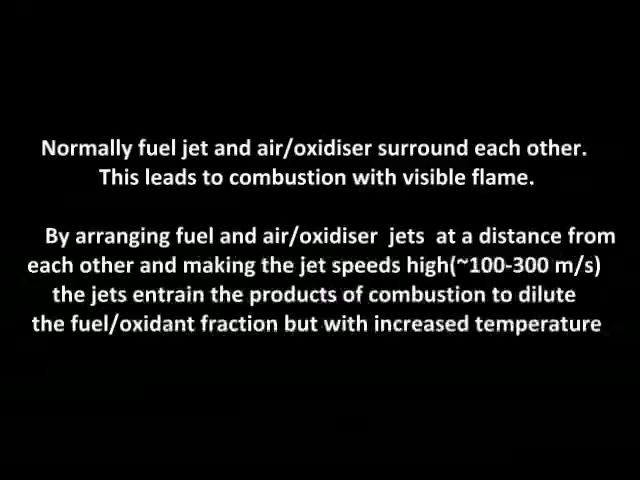 Normally fuel jet and air/oxidiser surround each other.
This leads to combustion with visible flame.
By arranging fuel and air/oxidiser jets at a distance from
each other and making the jet speeds high(~100-300 m/s)
the jets entrain the products of combustion to dilute
the fuel/oxidant fraction but with increased temperature